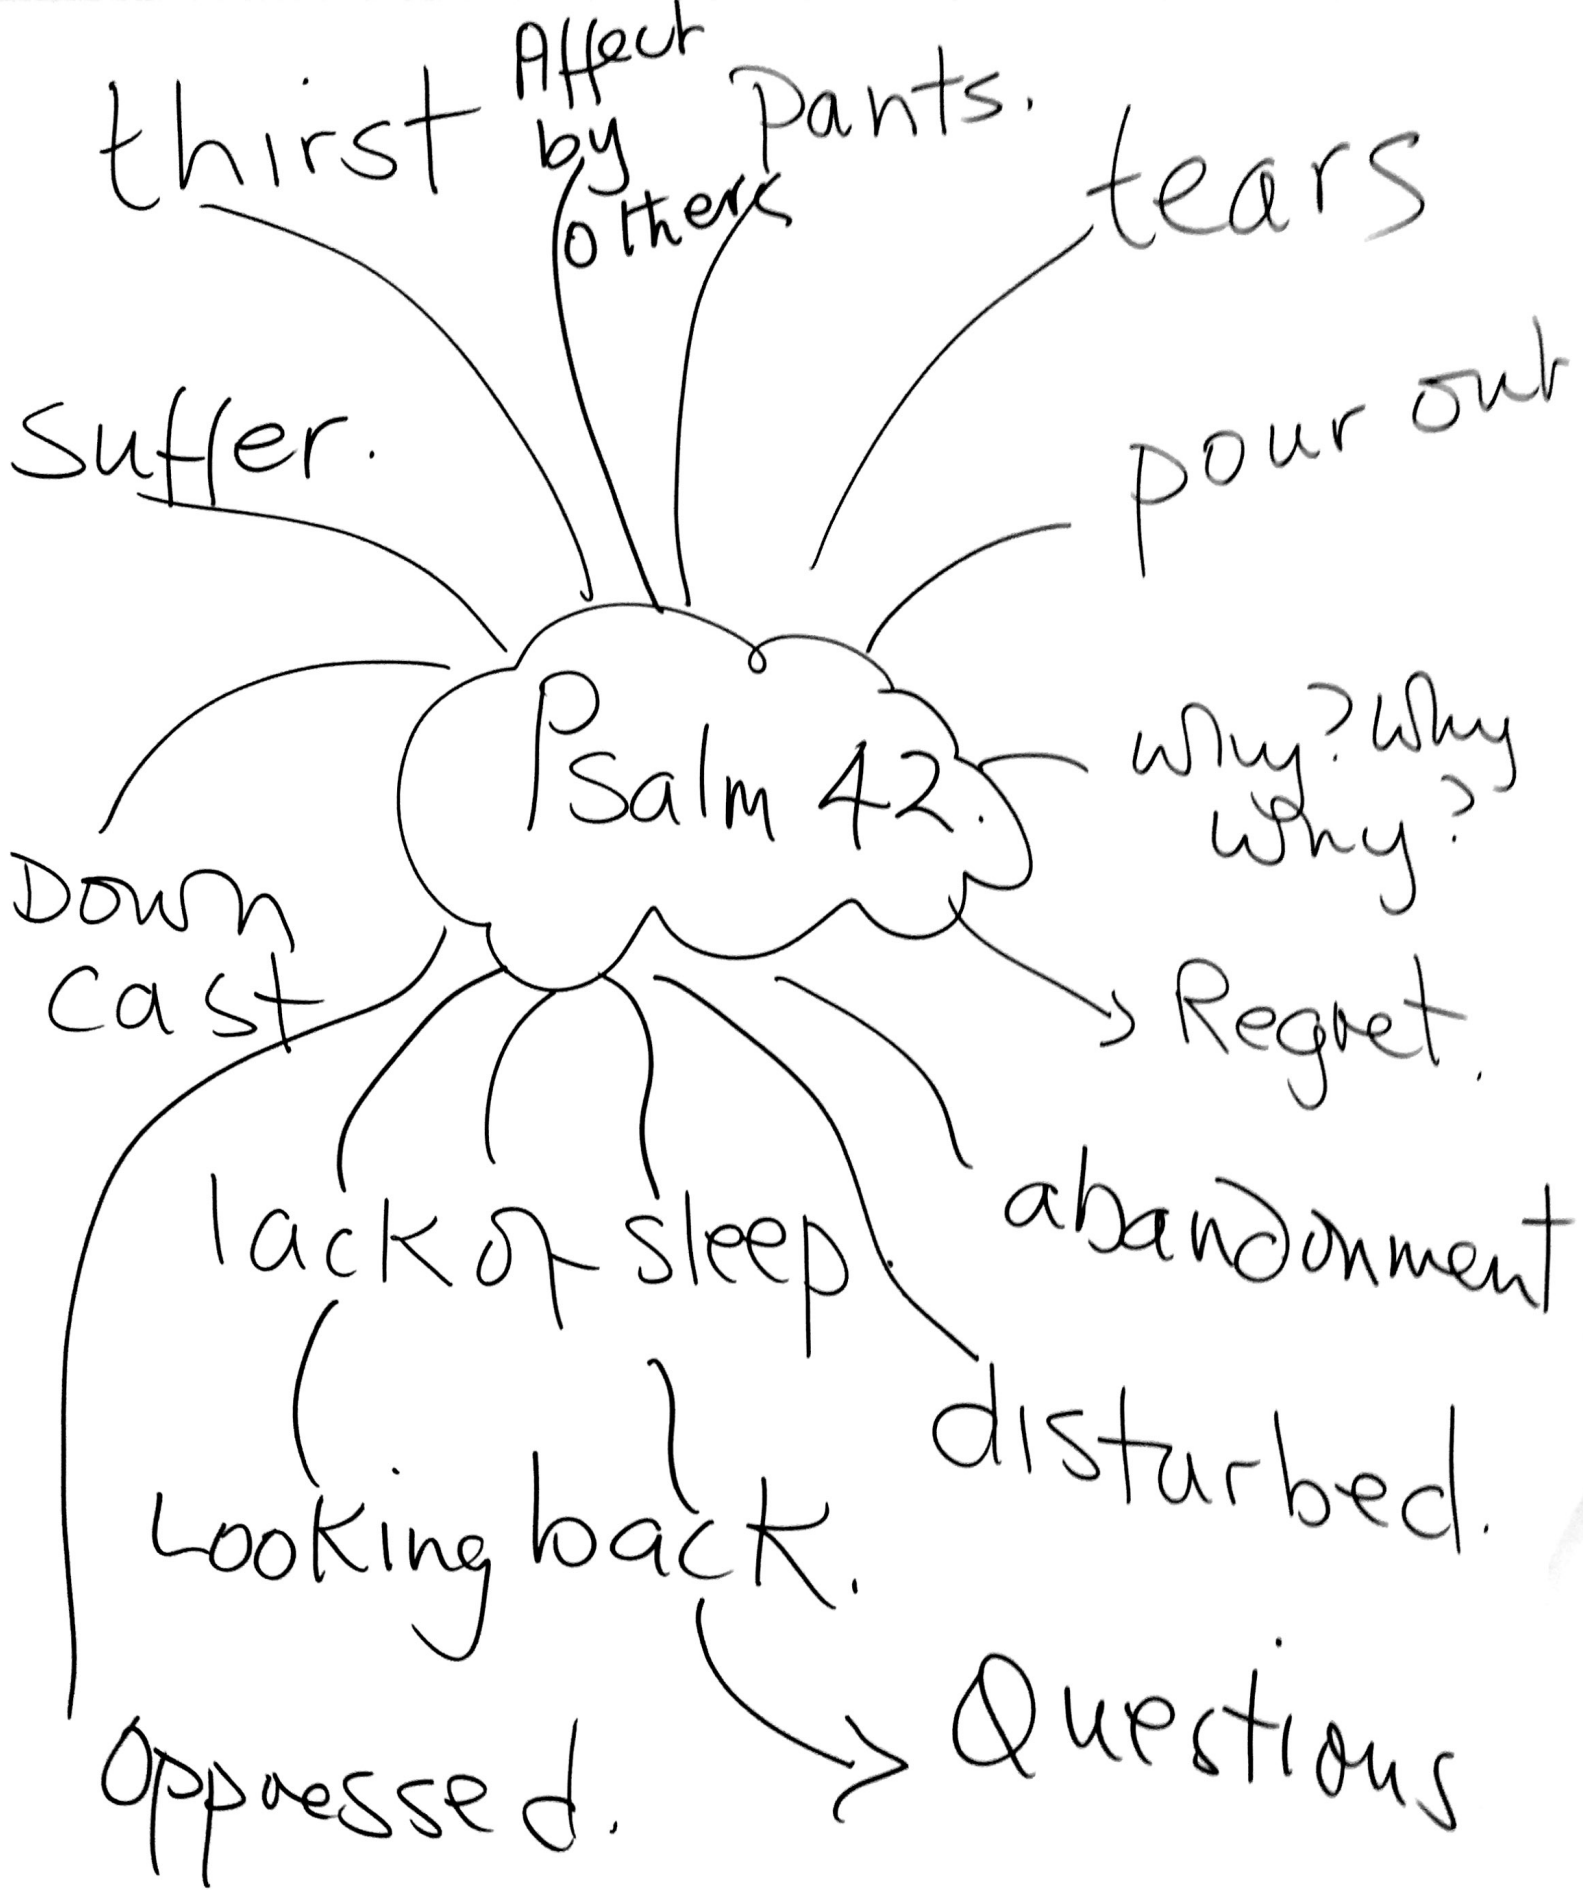 Affect
by
others
thirst
pants.
tears
suffer.
pour out
Psalm 42.
Why? Why
Why?
Down
cast
Regret.
lack of sleep
abandonment
disturbed.
Looking back.
Questions
oppressed.